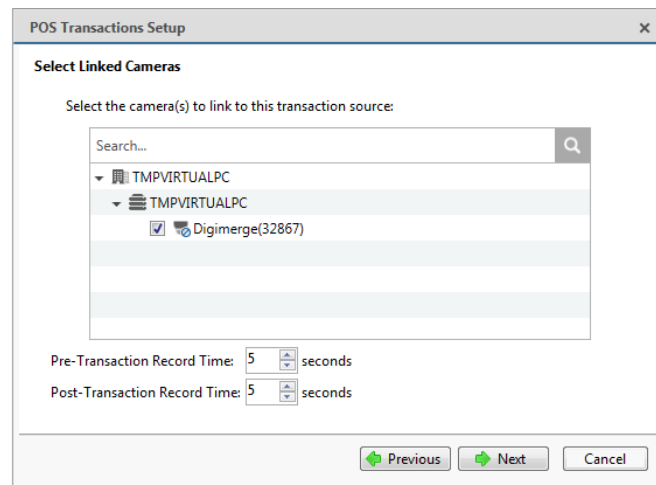 POS Transactions Setup
Select Linked Cameras
Select the camera(s) to link to this transaction source:
Search...
TMPVIRTUALPC
TMPVIRTUALPC
Digimerge(32867)
Pre-Transaction Record Time: 5 seconds
Post-Transaction Record Time: 5 seconds
Previous Next Cancel